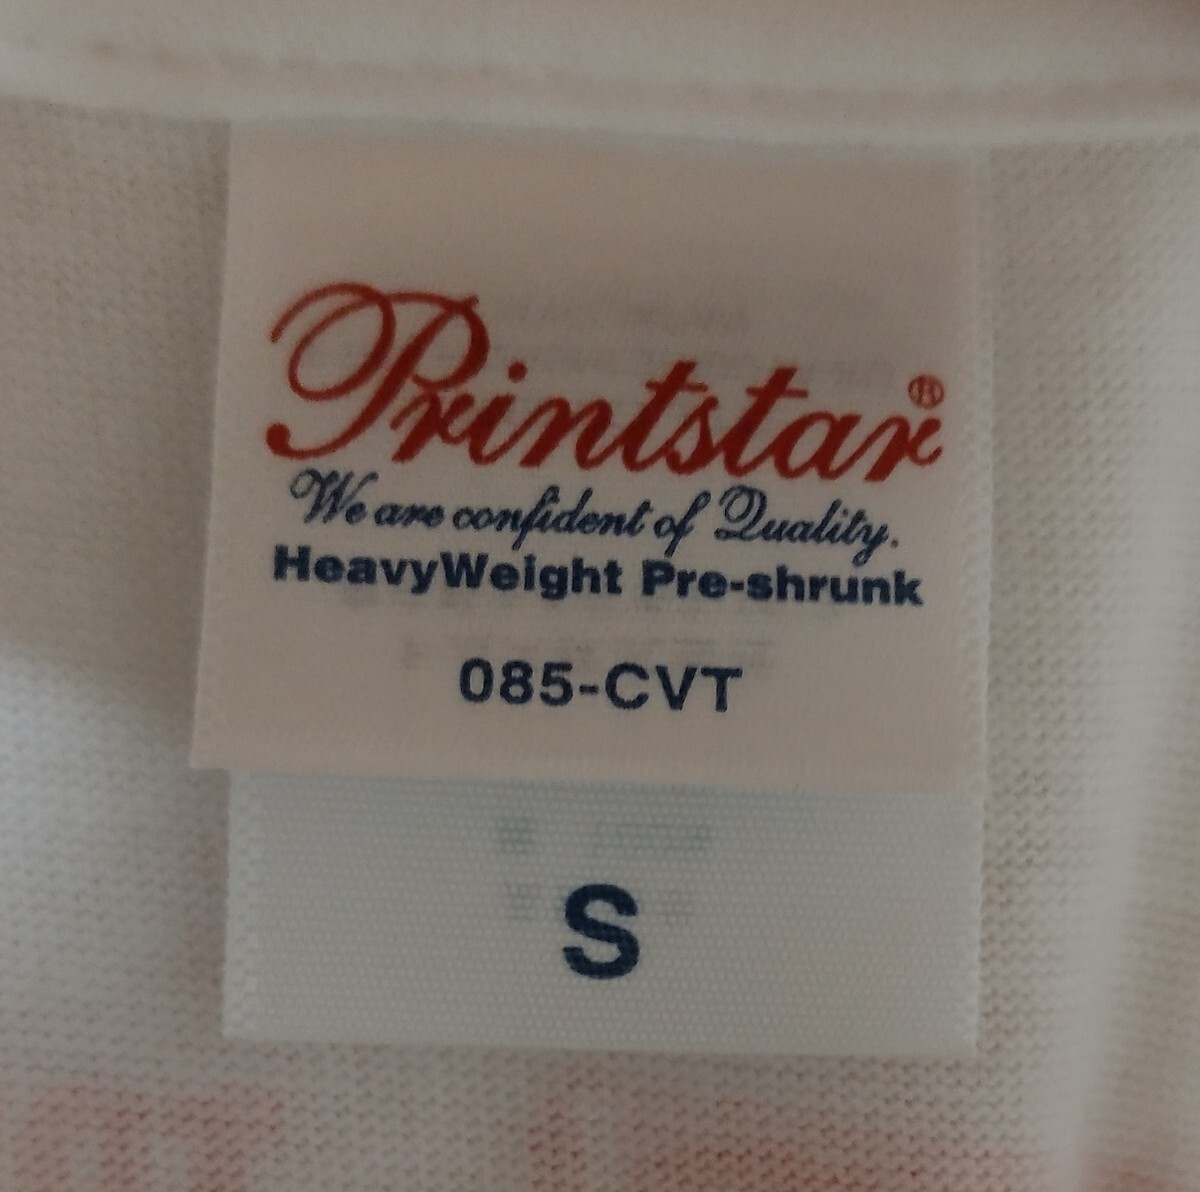 Printstar®
We are confident of Quality.
HeavyWeight Pre-shrunk
085-CVT
S